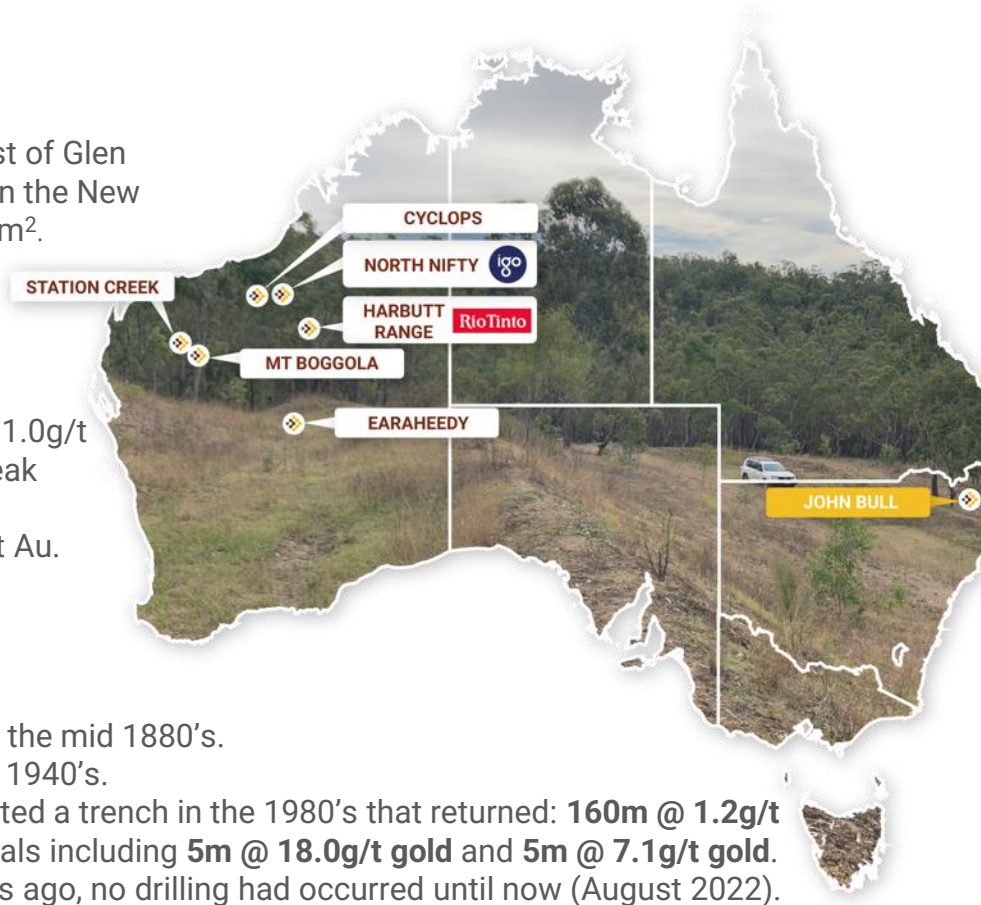 st of Glen
n the New
m².
CYCLOPS
NORTH NIFTY igo
STATION CREEK
HARBUTT
RANGE RioTinto
MT BOGGOLA
EARAHEEDY
1.0g/t
eak
JOHN BULL
t Au.
the mid 1880’s.
1940’s.
ted a trench in the 1980’s that returned: 160m @ 1.2g/t
als including 5m @ 18.0g/t gold and 5m @ 7.1g/t gold.
s ago, no drilling had occurred until now (August 2022).